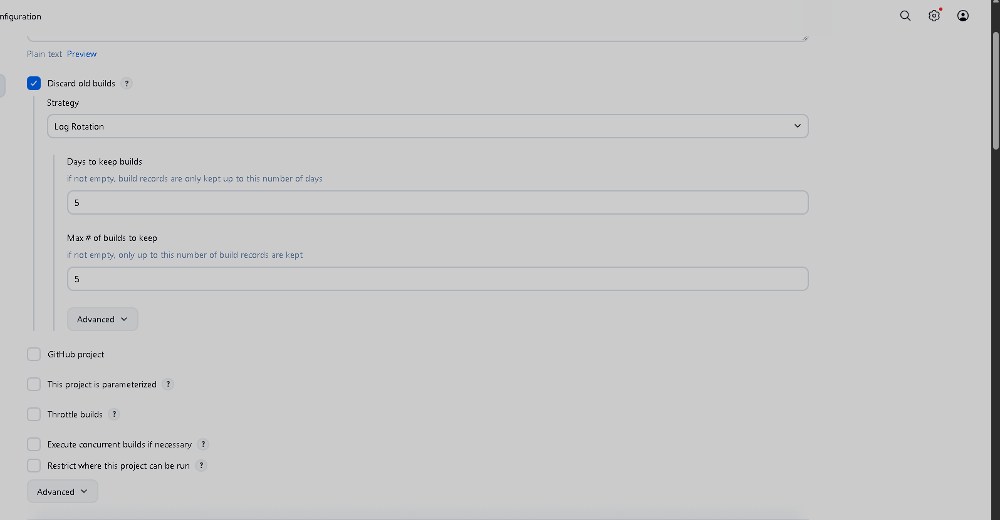 nfiguration
Plain text Preview
Discard old builds ?
Strategy
Log Rotation
Days to keep builds
if not empty, build records are only kept up to this number of days
5
Max # of builds to keep
if not empty, only up to this number of build records are kept
5
Advanced
GitHub project
This project is parameterized ?
Throttle builds ?
Execute concurrent builds if necessary ?
Restrict where this project can be run ?
Advanced